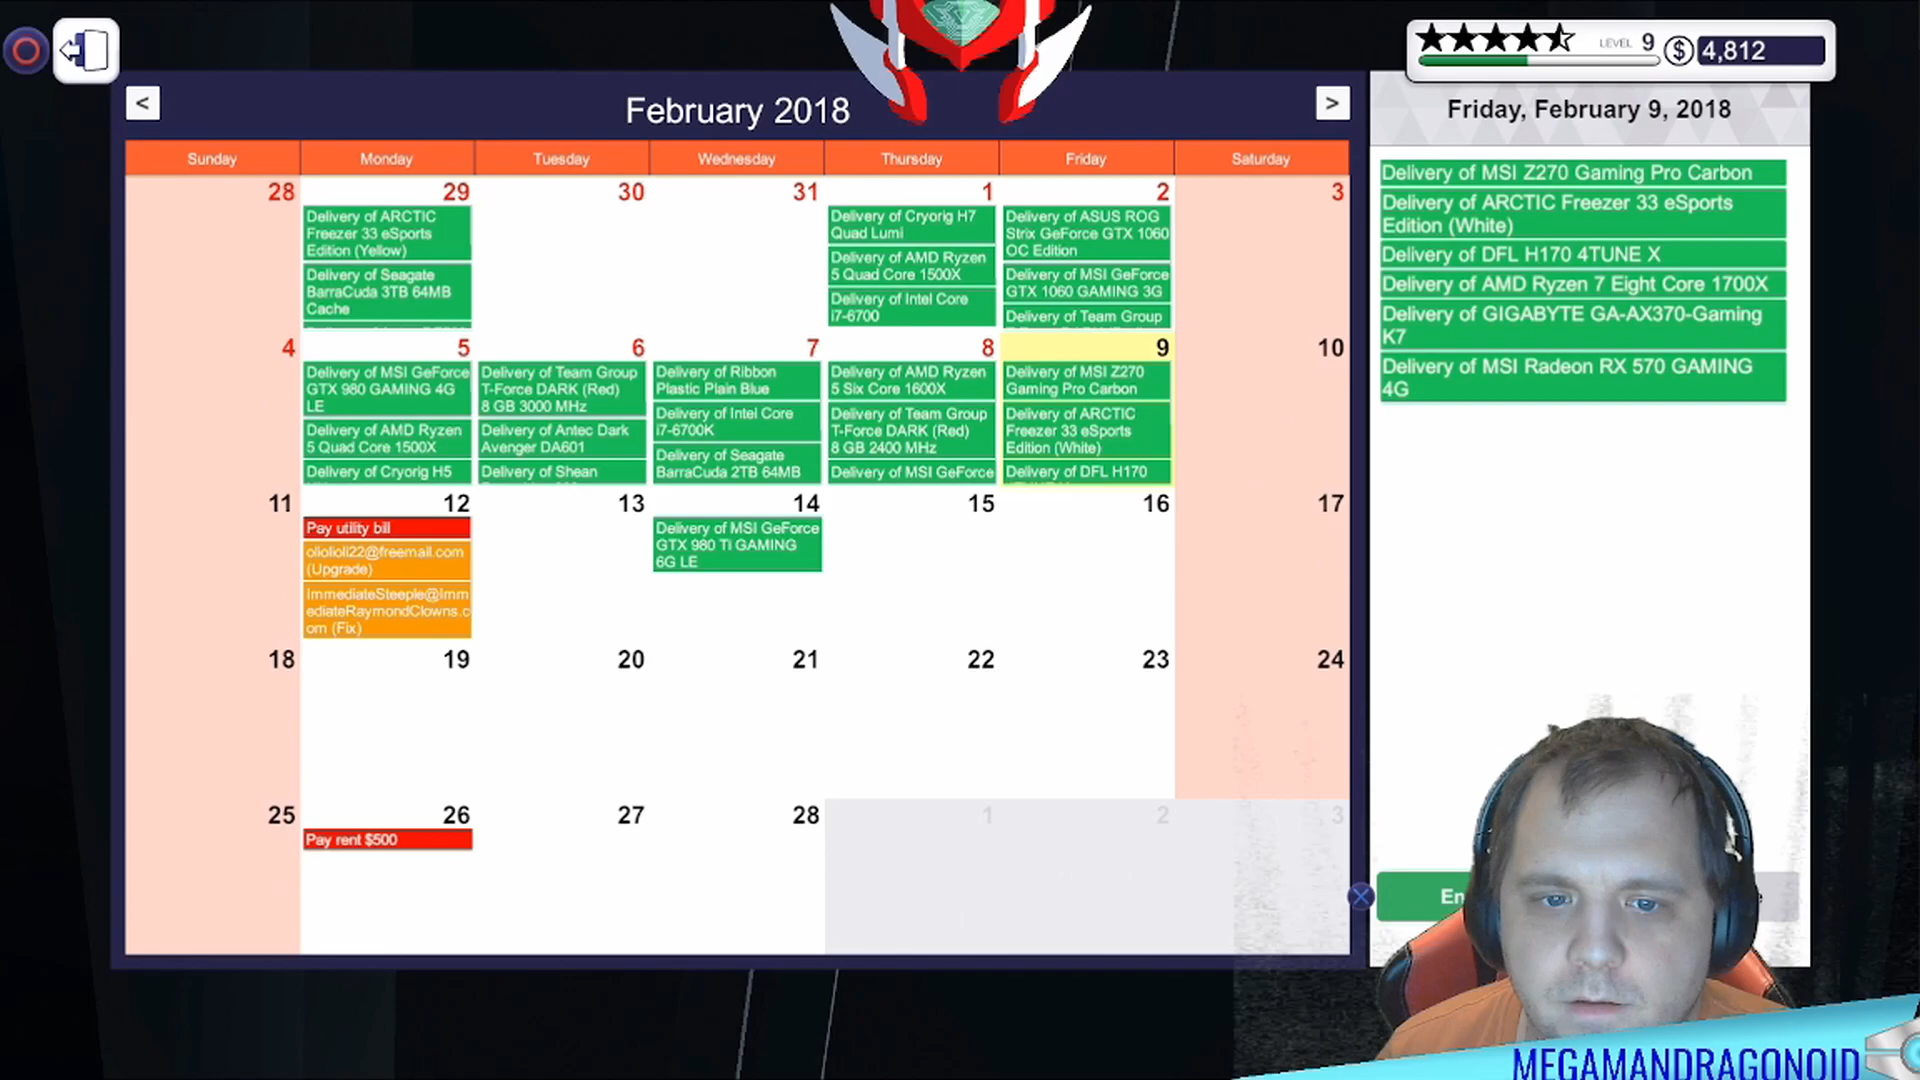 LEVEL 9 $ 4,812
< February 2018 >
Friday, February 9, 2018
Sunday Monday Tuesday Wednesday Thursday Friday Saturday
28 29 30 31 1 2 3
Delivery of ARCTIC
Freezer 33 eSports
Edition (Yellow)
Delivery of Seagate
BarraCuda 3TB 64MB
Cache
Delivery of Cryorig H7
Quad Lumi
Delivery of AMD Ryzen
5 Quad Core 1500X
Delivery of Intel Core
i7-6700
Delivery of ASUS ROG
Strix GeForce GTX 1060
OC Edition
Delivery of MSI GeForce
GTX 1060 GAMING 3G
Delivery of Team Group
4 5 6 7 8 9 10
Delivery of MSI GeForce
GTX 980 GAMING 4G
LE
Delivery of AMD Ryzen
5 Quad Core 1500X
Delivery of Cryorig H5
Delivery of Team Group
T-Force DARK (Red)
8 GB 3000 MHz
Delivery of Antec Dark
Avenger DA601
Delivery of Shean
Delivery of Ribbon
Plastic Plain Blue
Delivery of Intel Core
i7-6700K
Delivery of Seagate
BarraCuda 2TB 64MB
Delivery of AMD Ryzen
5 Six Core 1600X
Delivery of Team Group
T-Force DARK (Red)
8 GB 2400 MHz
Delivery of MSI GeForce
Delivery of MSI Z270
Gaming Pro Carbon
Delivery of ARCTIC
Freezer 33 eSports
Edition (White)
Delivery of DFL H170
11 12 13 14 15 16 17
Pay utility bill
oliolioli22@freemail.com
(Upgrade)
ImmediateSteeple@Imm
ediateRaymondClowns.c
om (Fix)
Delivery of MSI GeForce
GTX 980 Ti GAMING
6G LE
18 19 20 21 22 23 24
25 26 27 28 1 2 3
Pay rent $500
Delivery of MSI Z270 Gaming Pro Carbon
Delivery of ARCTIC Freezer 33 eSports
Edition (White)
Delivery of DFL H170 4TUNE X
Delivery of AMD Ryzen 7 Eight Core 1700X
Delivery of GIGABYTE GA-AX370-Gaming
K7
Delivery of MSI Radeon RX 570 GAMING
4G
MEGAMANDRAGONOID